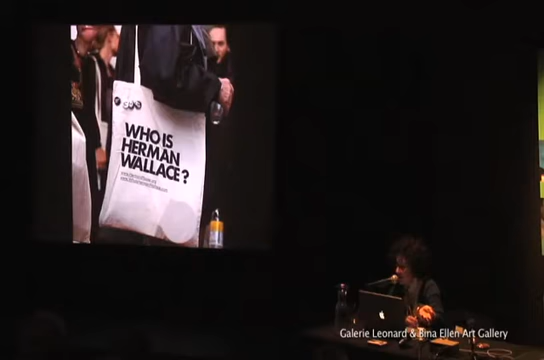 WHO IS
HERMAN
WALLACE?
Galerie Leonard & Bina Ellen Art Gallery